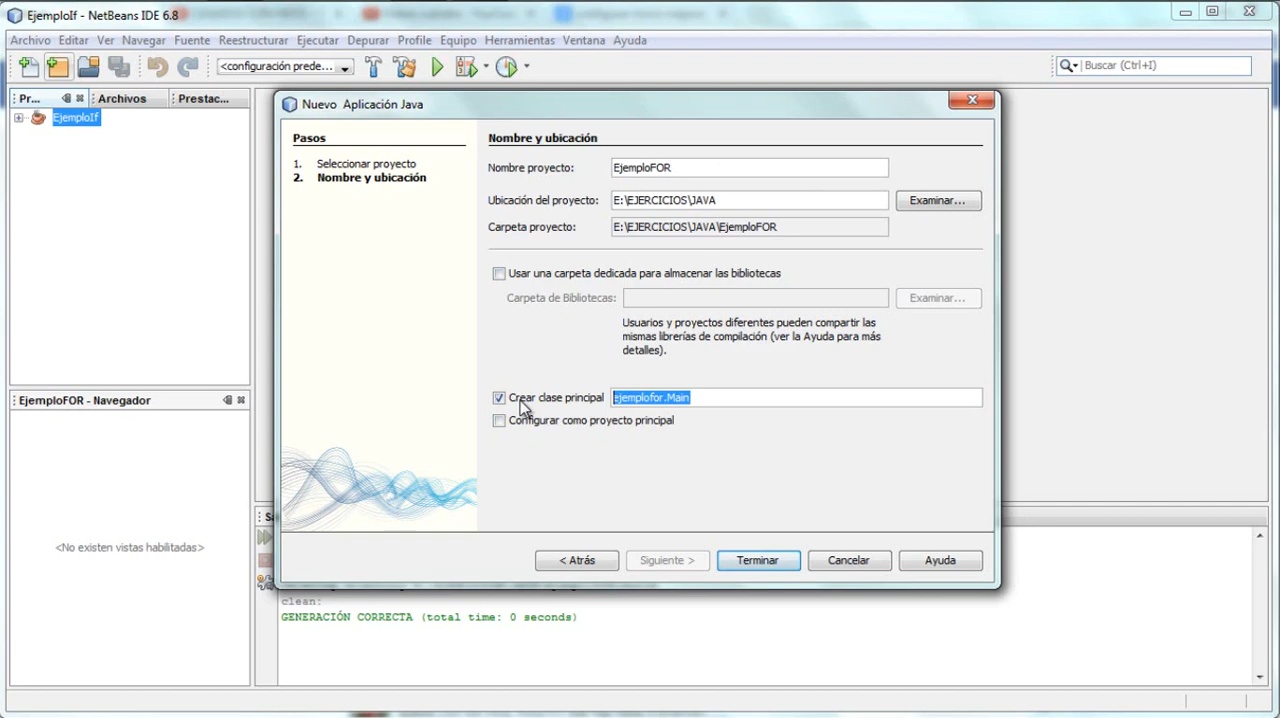 EjemploIf - NetBeans IDE 6.8
Archivo Editar Ver Navegar Fuente Reestructurar Ejecutar Depurar Profile Equipo Herramientas Ventana Ayuda
<configuración prede...
Buscar (Ctrl+I)
Pr... Archivos Prestac...
EjemploIf
Nuevo Aplicación Java
Pasos
1. Seleccionar proyecto
2. Nombre y ubicación
Nombre y ubicación
Nombre proyecto: EjemploFOR
Ubicación del proyecto: E:\EJERCICIOS\JAVA Examinar...
Carpeta proyecto: E:\EJERCICIOS\JAVA\EjemploFOR
Usar una carpeta dedicada para almacenar las bibliotecas
Carpeta de Bibliotecas: Examinar...
Usuarios y proyectos diferentes pueden compartir las
mismas librerías de compilación (ver la Ayuda para más
detalles).
Crear clase principal ejemplofor.Main
Configurar como proyecto principal
< Atrás Siguiente > Terminar Cancelar Ayuda
EjemploFOR - Navegador
<No existen vistas habilitadas>
clean:
GENERACIÓN CORRECTA (total time: 0 seconds)